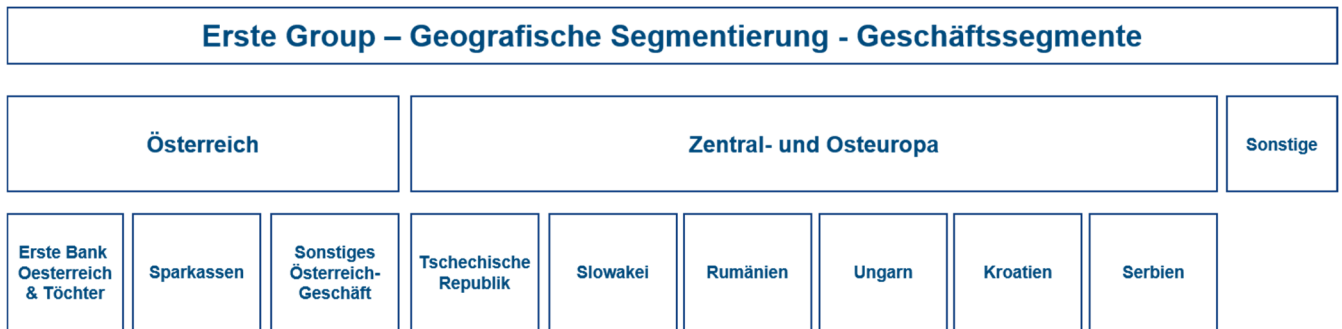 Erste Group – Geografische Segmentierung - Geschäftssegmente
Österreich
Zentral- und Osteuropa
Sonstige
Erste Bank
Oesterreich
& Töchter
Sparkassen
Sonstiges
Österreich-
Geschäft
Tschechische
Republik
Slowakei
Rumänien
Ungarn
Kroatien
Serbien